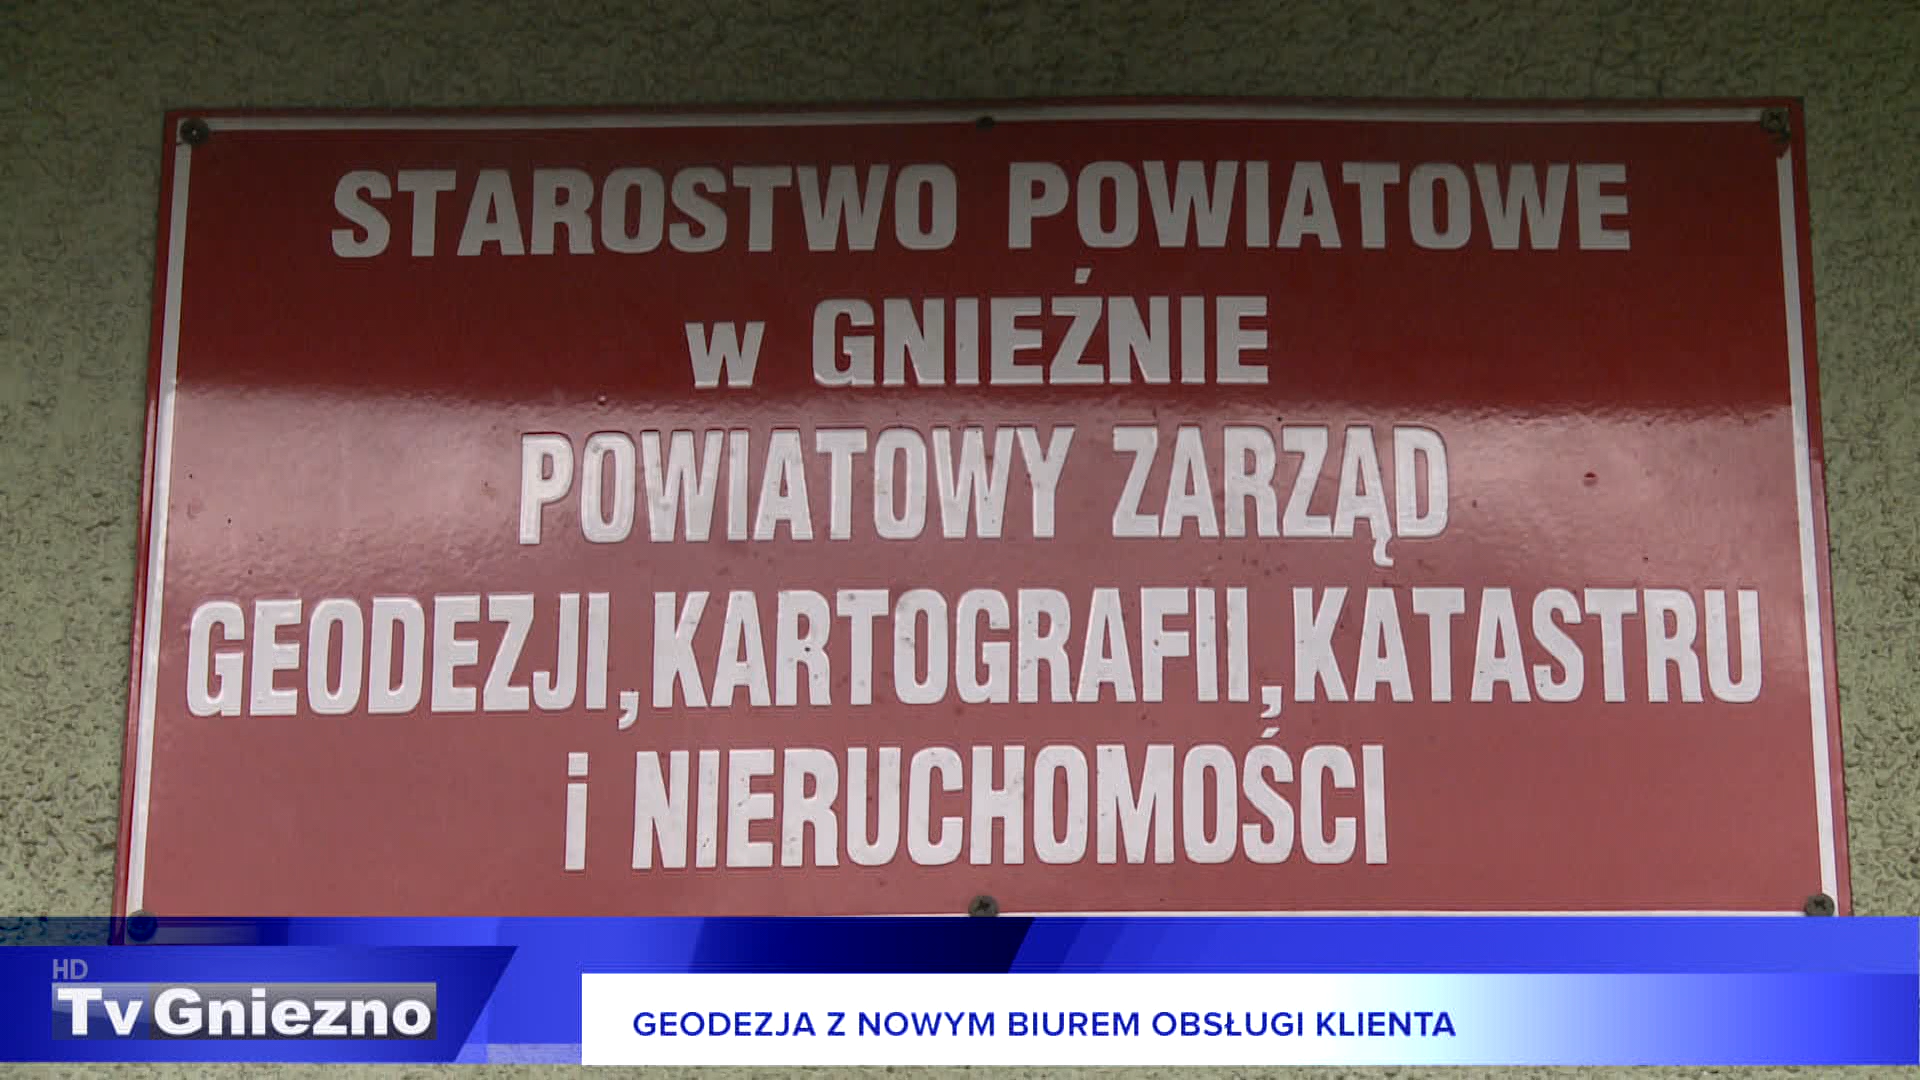 STAROSTWO POWIATOWE
w GNIEŹNIE
POWIATOWY ZARZĄD
GEODEZJI, KARTOGRAFII, KATASTRU
i NIERUCHOMOŚCI
HD
Tv Gniezno
GEODEZJA Z NOWYM BIUREM OBSŁUGI KLIENTA